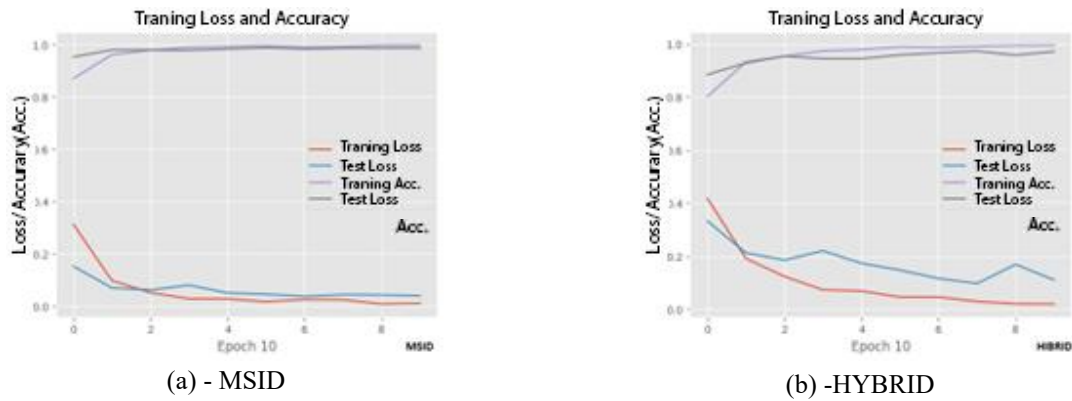 Traning Loss and Accuracy
Loss/Accurary(Acc.)
1.0
0.8
0.6
0.4
0.2
0.0
Traning Loss
Test Loss
Traning Acc.
Test Loss
Acc.
0 2 4 6 8
Epoch 10
MSID
(a) - MSID
Traning Loss and Accuracy
Loss/Accurary(Acc.)
1.0
0.8
0.6
0.4
0.2
0.0
Traning Loss
Test Loss
Traning Acc.
Test Loss
Acc.
0 2 4 6 8
Epoch 10
HIBRID
(b) -HYBRID